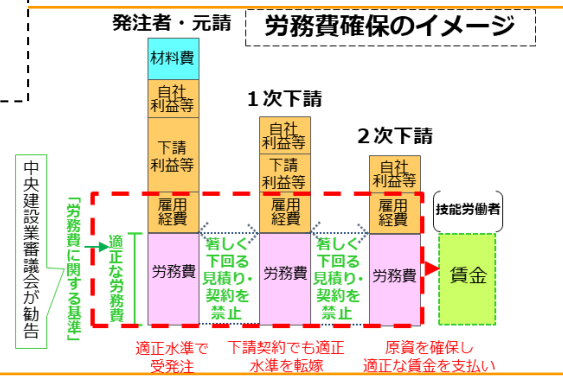 労務費確保のイメージ
発注者・元請
材料費
自社
利益等
下請
利益等
雇用
経費
労務費
1次下請
自社
利益等
下請
利益等
雇用
経費
労務費
2次下請
自社
利益等
雇用
経費
労務費
技能労働者
賃金
中央建設業審議会が勧告
「労務費に関する基準」
適正な労務費
著しく
下回る
見積り・
契約を
禁止
著しく
下回る
見積り・
契約を
禁止
適正水準で
受発注
下請契約でも適正
水準を転嫁
原資を確保し
適正な賃金を支払い